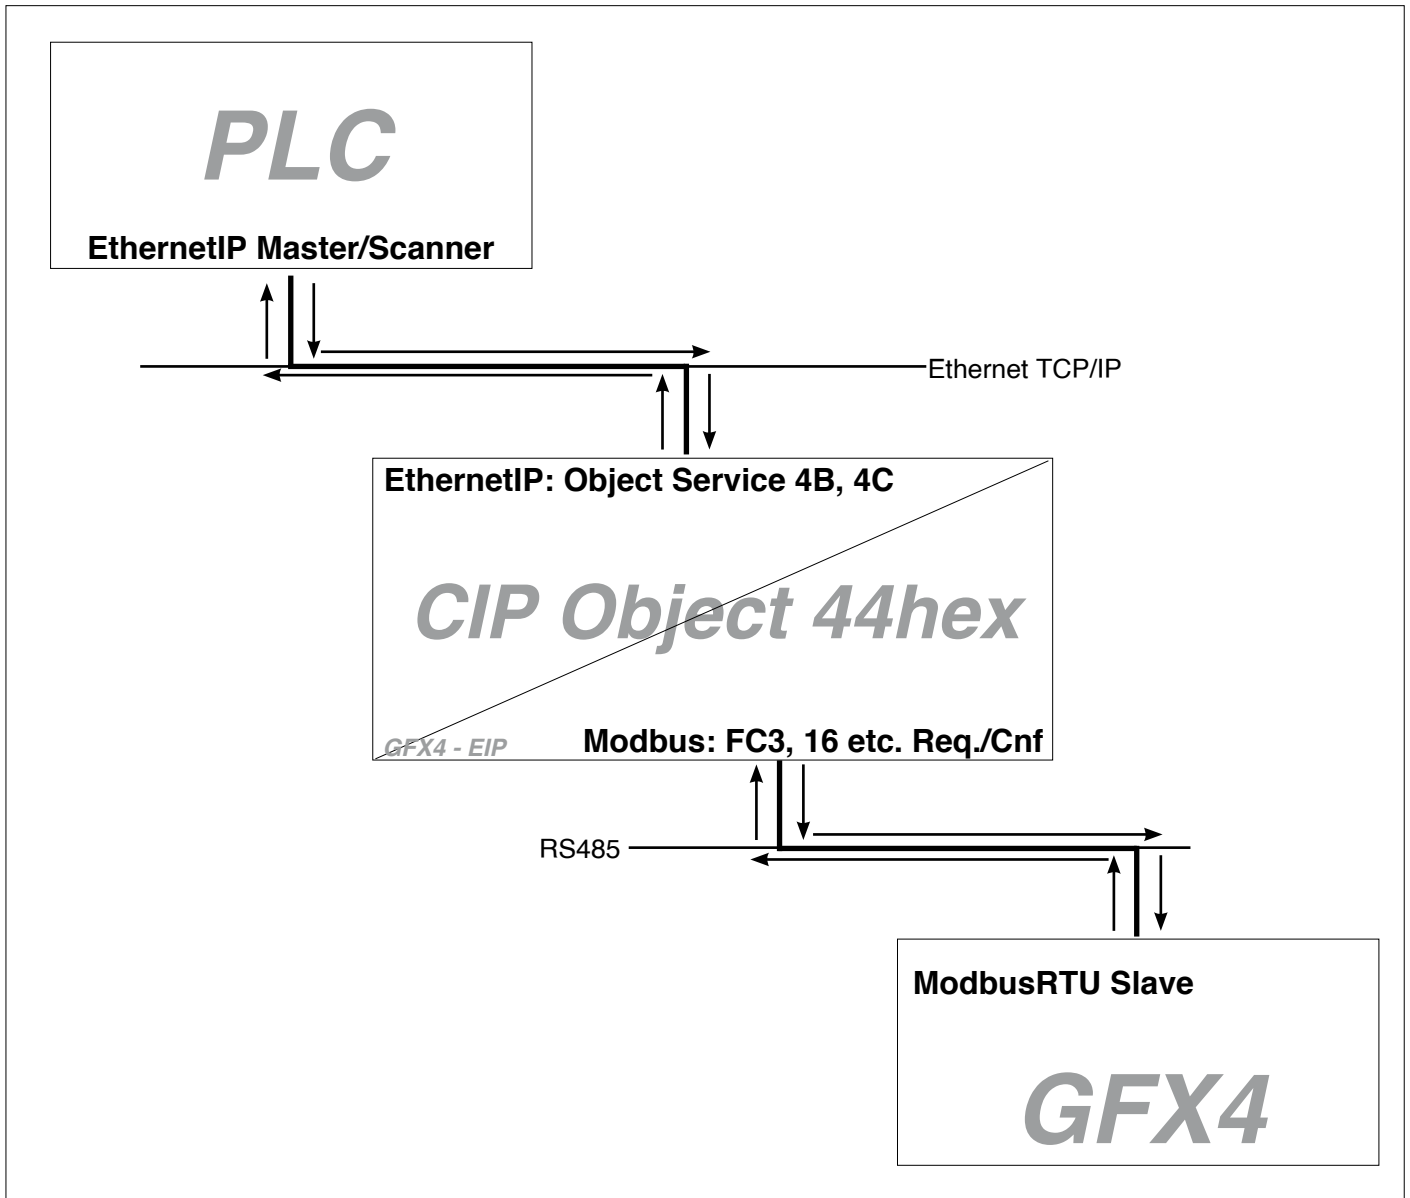 PLC
EthernetIP Master/Scanner
Ethernet TCP/IP
EthernetIP: Object Service 4B, 4C
CIP Object 44hex
GFX4 - EIP
Modbus: FC3, 16 etc. Req./Cnf
RS485
ModbusRTU Slave
GFX4